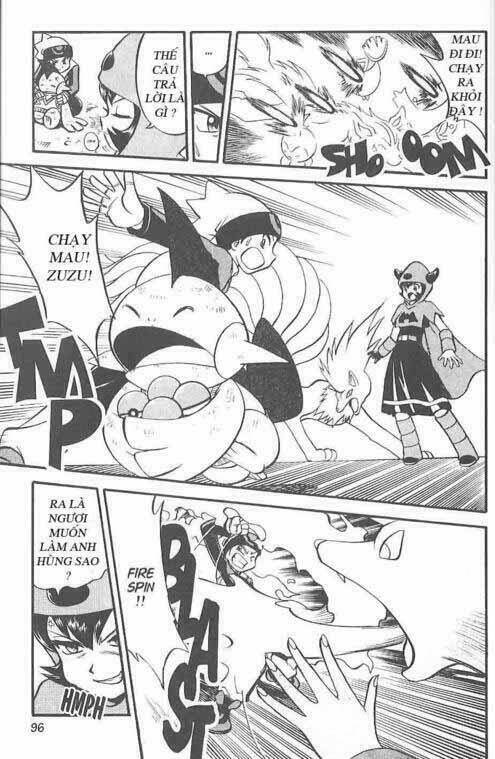 THẾ
CÂU
TRẢ
LỜI LÀ
GÌ ?
...
MAU
ĐI ĐI!
CHẠY
RA
KHỎI
ĐÂY !
SHOOOOM
CHẠY
MAU!
ZUZU!
TMP
RA LÀ
NGƯƠI
MUỐN
LÀM ANH
HÙNG SAO
?
HMPH
FIRE
SPIN
!!
BLAST
96